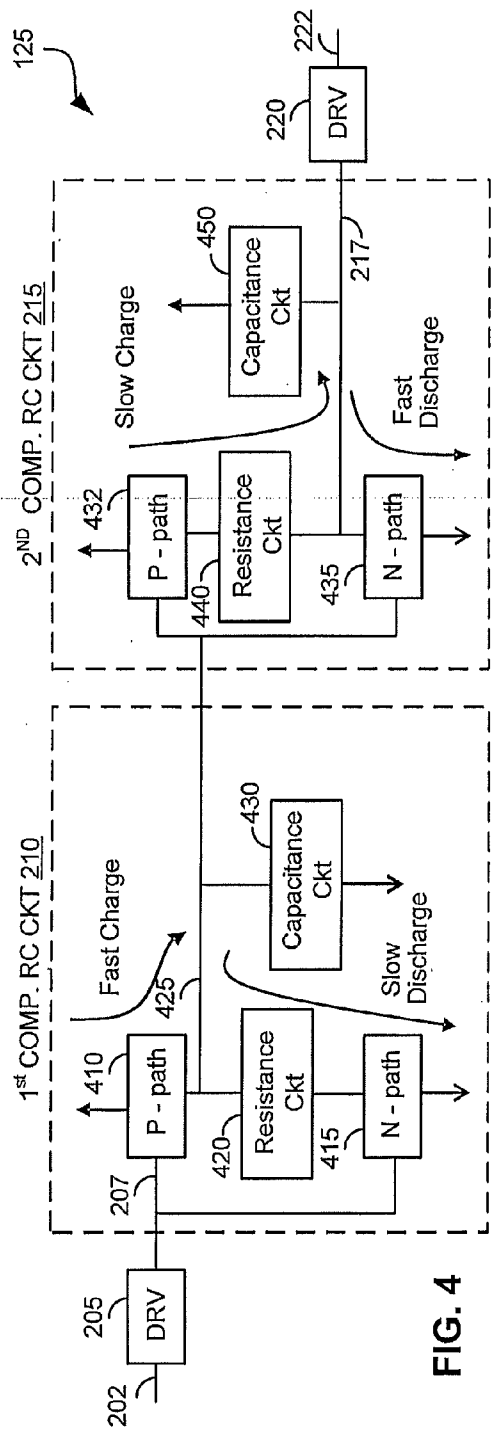 125
1st COMP. RC CKT 210
2ND COMP. RC CKT 215
202
205
DRV
207
410
P - path
Fast Charge
425
420
Resistance
Ckt
430
Capacitance
Ckt
415
N - path
Slow
Discharge
432
P - path
Slow Charge
440
Resistance
Ckt
450
Capacitance
Ckt
435
N - path
Fast
Discharge
217
220
DRV
222
FIG. 4